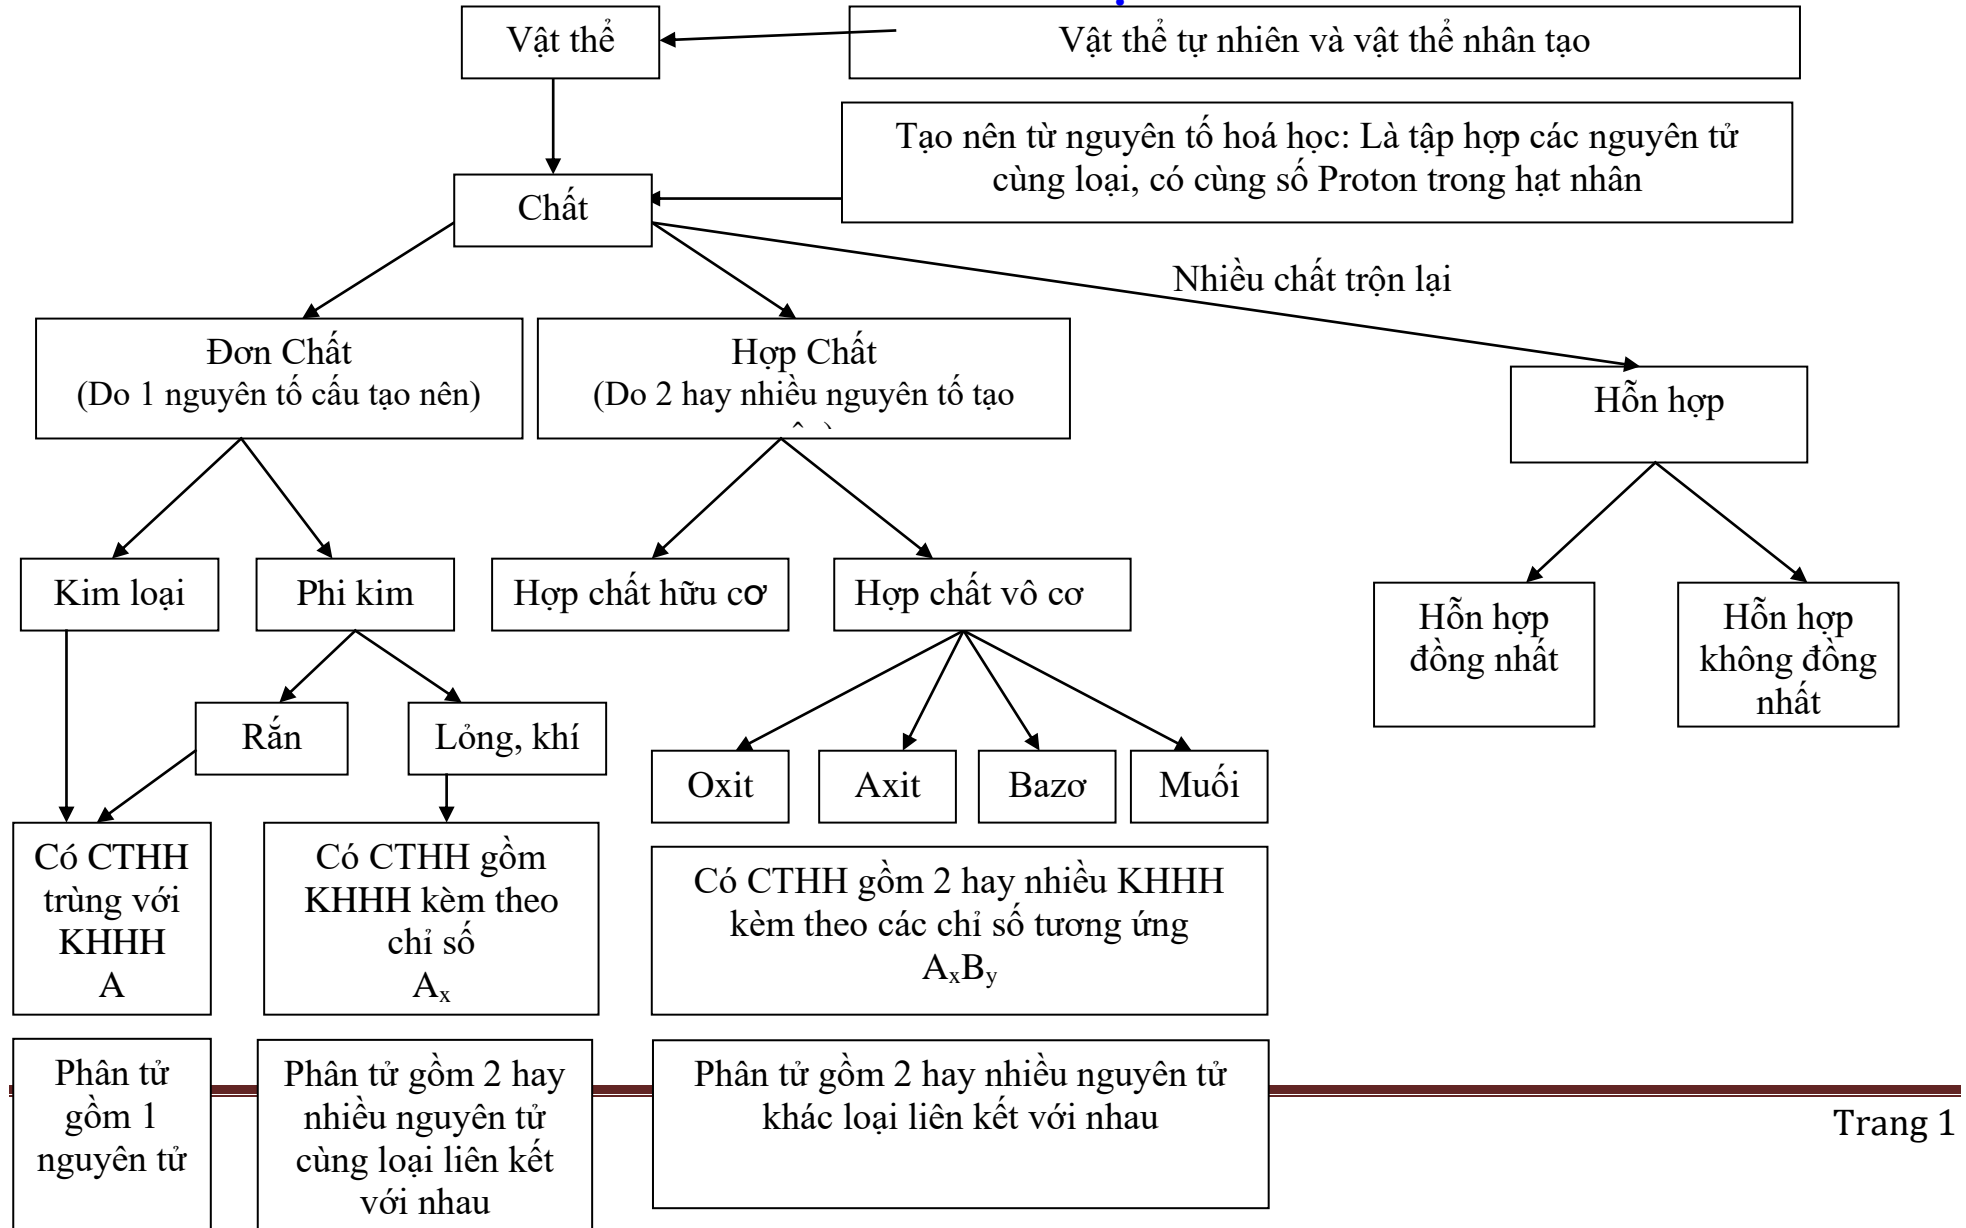 Vật thể
Vật thể tự nhiên và vật thể nhân tạo
Tạo nên từ nguyên tố hoá học: Là tập hợp các nguyên tử
cùng loại, có cùng số Proton trong hạt nhân
Chất
Nhiều chất trộn lại
Đơn Chất
(Do 1 nguyên tố cấu tạo nên)
Hợp Chất
(Do 2 hay nhiều nguyên tố tạo
Hỗn hợp
Kim loại
Phi kim
Hợp chất hữu cơ
Hợp chất vô cơ
Hỗn hợp
đồng nhất
Hỗn hợp
không đồng
nhất
Rắn
Lỏng, khí
Oxit
Axit
Bazơ
Muối
Có CTHH
trùng với
KHHH
A
Có CTHH gồm
KHHH kèm theo
chỉ số
Aₓ
Có CTHH gồm 2 hay nhiều KHHH
kèm theo các chỉ số tương ứng
AₓBᵧ
Phân tử
gồm 1
nguyên tử
Phân tử gồm 2 hay
nhiều nguyên tử
cùng loại liên kết
với nhau
Phân tử gồm 2 hay nhiều nguyên tử
khác loại liên kết với nhau
Trang 1